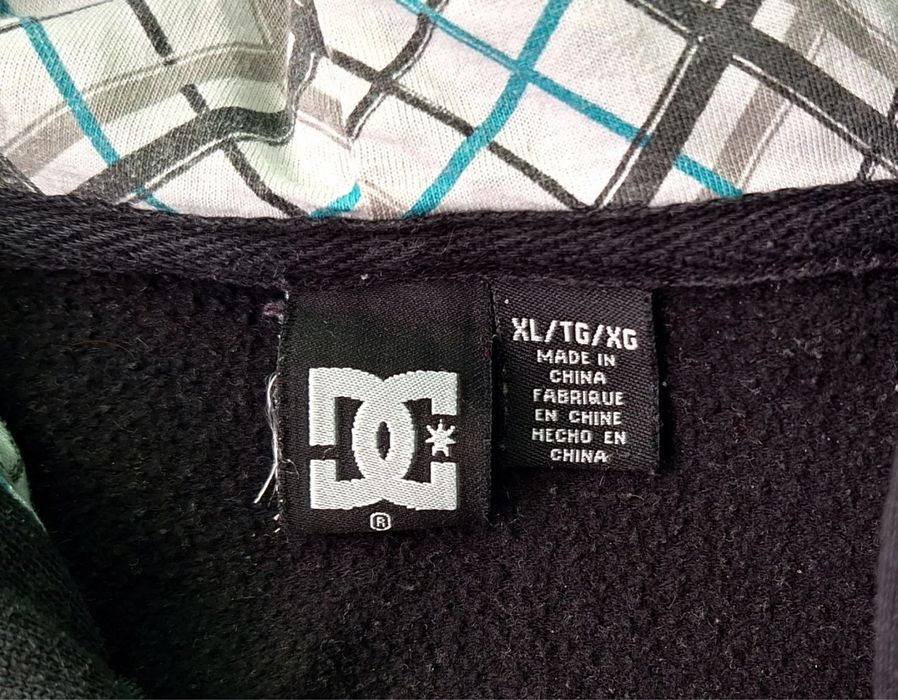 DC
®
XL/TG/XG
MADE IN
CHINA
FABRIQUE
EN CHINE
HECHO EN
CHINA